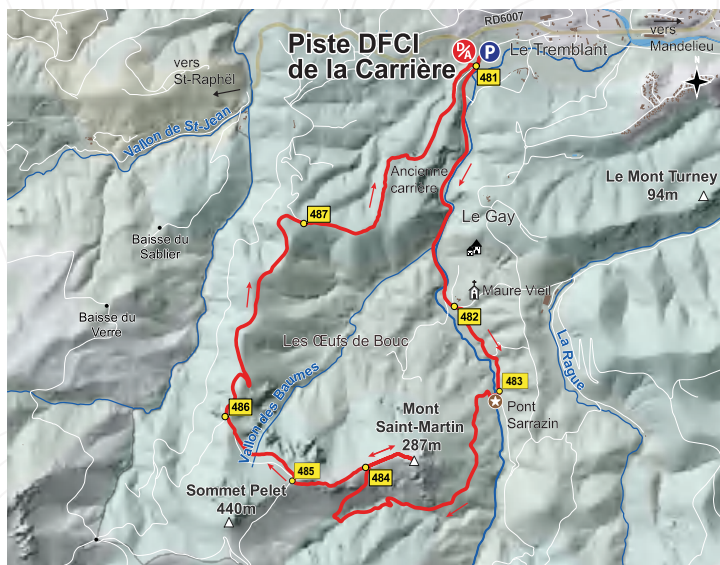 RD6007
vers
Mandelieu
Piste DFCI
de la Carrière
D/A
P
Le Tremblant
481
vers
St-Raphël
N
Vallon de St-Jean
Ancienne
carrière
Le Mont Turney
94m
487
Le Gay
Baisse du
Sablier
Maure Vieil
482
Baisse du
Verre
Les Œufs de Bouc
La Rague
483
Vallon des Baumes
486
Pont
Sarrazin
Mont
Saint-Martin
287m
485
484
Sommet Pelet
440m